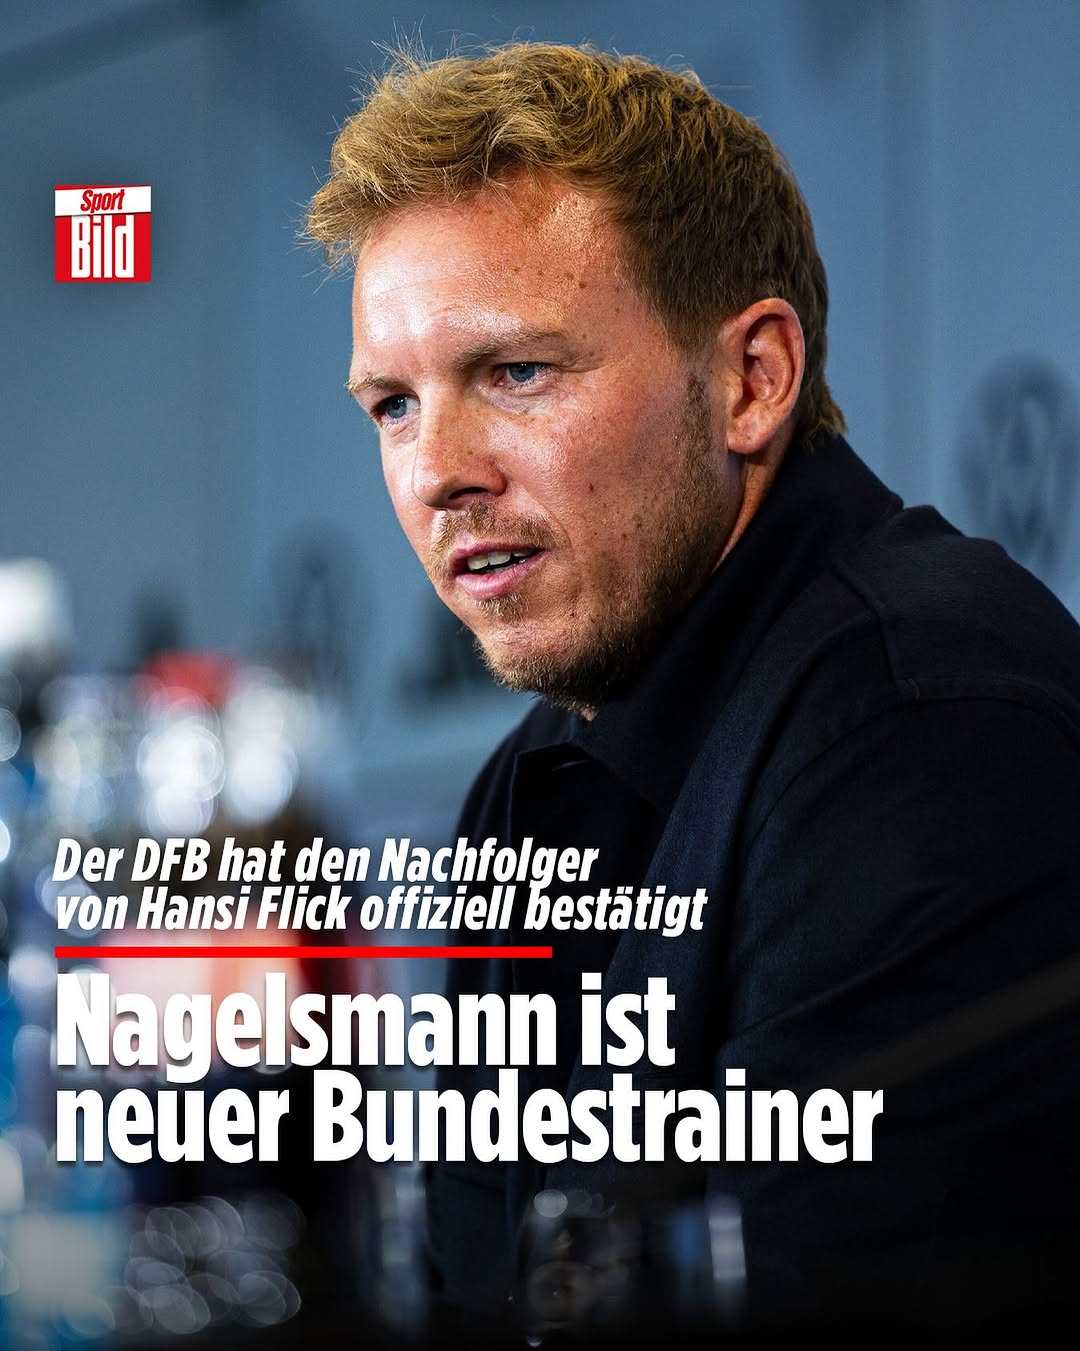 Sport
Bild
Der DFB hat den Nachfolger
von Hansi Flick offiziell bestätigt
Nagelsmann ist
neuer Bundestrainer